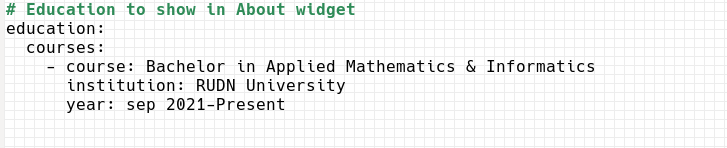 # Education to show in About widget
education:
  courses:
    - course: Bachelor in Applied Mathematics & Informatics
      institution: RUDN University
      year: sep 2021-Present